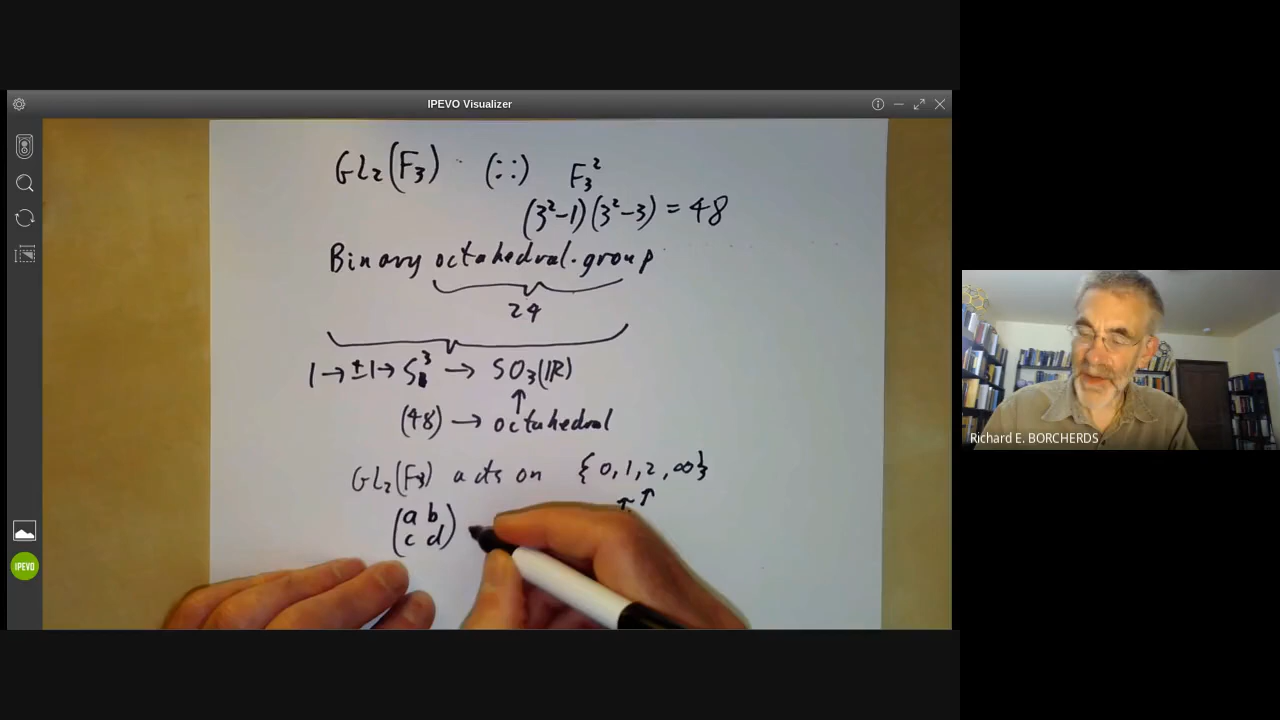 IPEVO Visualizer
GL₂(F₃) (∷) F₃²
(3²-1)(3²-3) = 48
Binary octahedral group
24
1 → ±1 → S³ → SO₃(ℝ)
↑
(48) → octahedral
GL₂(F₃) acts on {0, 1, 2, ∞}
↑ ↑
(a b
c d)
IPEVO
Richard E. BORCHERDS